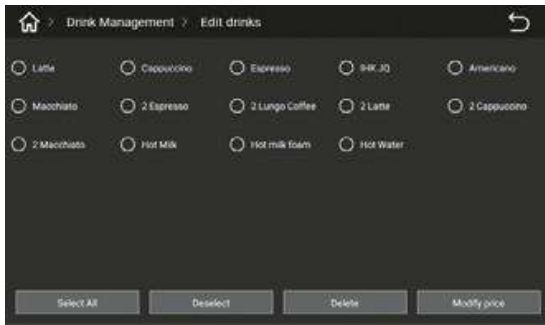 > Drink Management > Edit drinks
Latte Cappuccino Espresso Americano
Macchiato 2 Espresso 2 Lungo Coffee 2 Latte 2 Cappuccino
2 Macchiato Hot Milk Hot milk foam Hot Water
Select All Deselect Delete Modify price